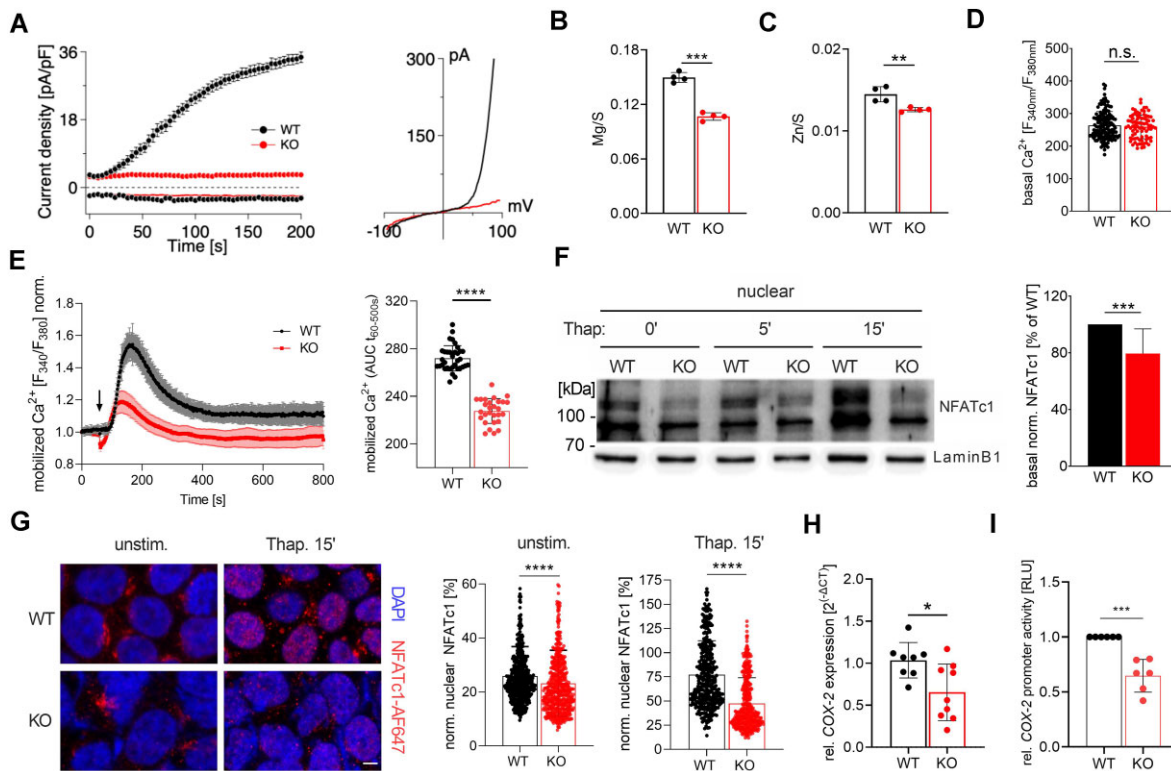 A
Current density [pA/pF]
36
18
0
WT
KO
0 50 100 150 200
Time [s]
pA
300
150
mV
-100
100
B
***
Mg/S
0.18
0.12
0.06
0.00
WT KO
C
**
Zn/S
0.02
0.01
0.00
WT KO
D
n.s.
basal Ca2+ [F340nm/F380nm]
400
350
300
250
200
150
100
50
0
WT KO
E
mobilized Ca2+ [F340/F380] norm.
1.8
1.6
1.4
1.2
1.0
0.8
WT
KO
0 200 400 600 800
Time [s]
mobilized Ca2+ (AUC t60-500s)
****
320
280
240
200
WT KO
F
nuclear
Thap: 0' 5' 15'
WT KO WT KO WT KO
[kDa]
100 -
70 -
NFATc1
LaminB1
basal norm. NFATc1 [% of WT]
***
120
100
80
60
40
20
0
WT KO
G
unstim. Thap. 15'
WT
KO
DAPI
NFATc1-AF647
unstim.
norm. nuclear NFATc1 [%]
****
60
40
20
0
WT KO
Thap. 15'
norm. nuclear NFATc1 [%]
****
175
150
125
100
75
50
25
0
WT KO
H
rel. COX-2 expression [2(-ΔCT)]
*
2.0
1.5
1.0
0.5
0.0
WT KO
I
rel. COX-2 promoter activity [RLU]
***
1.5
1.0
0.5
0.0
WT KO